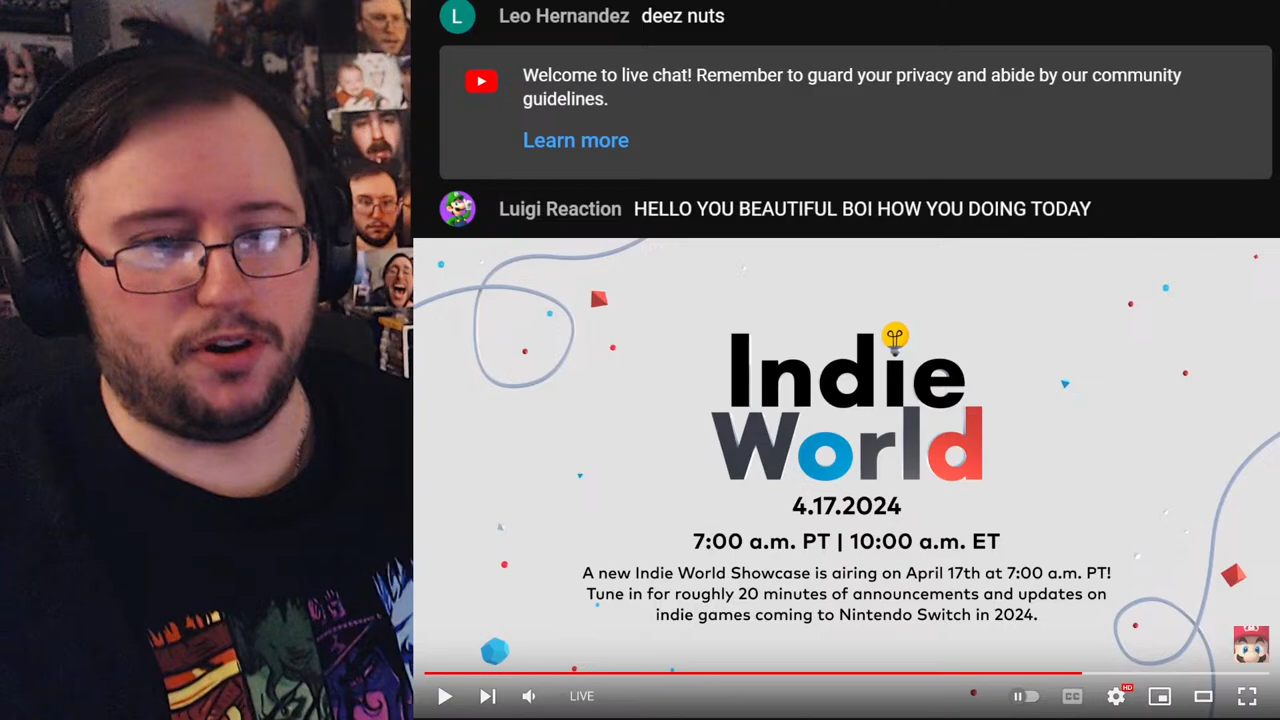 L Leo Hernandez deez nuts
Welcome to live chat! Remember to guard your privacy and abide by our community
guidelines.
Learn more
Luigi Reaction HELLO YOU BEAUTIFUL BOI HOW YOU DOING TODAY
Indie
World
4.17.2024
7:00 a.m. PT | 10:00 a.m. ET
A new Indie World Showcase is airing on April 17th at 7:00 a.m. PT!
Tune in for roughly 20 minutes of announcements and updates on
indie games coming to Nintendo Switch in 2024.
LIVE
CC
HD